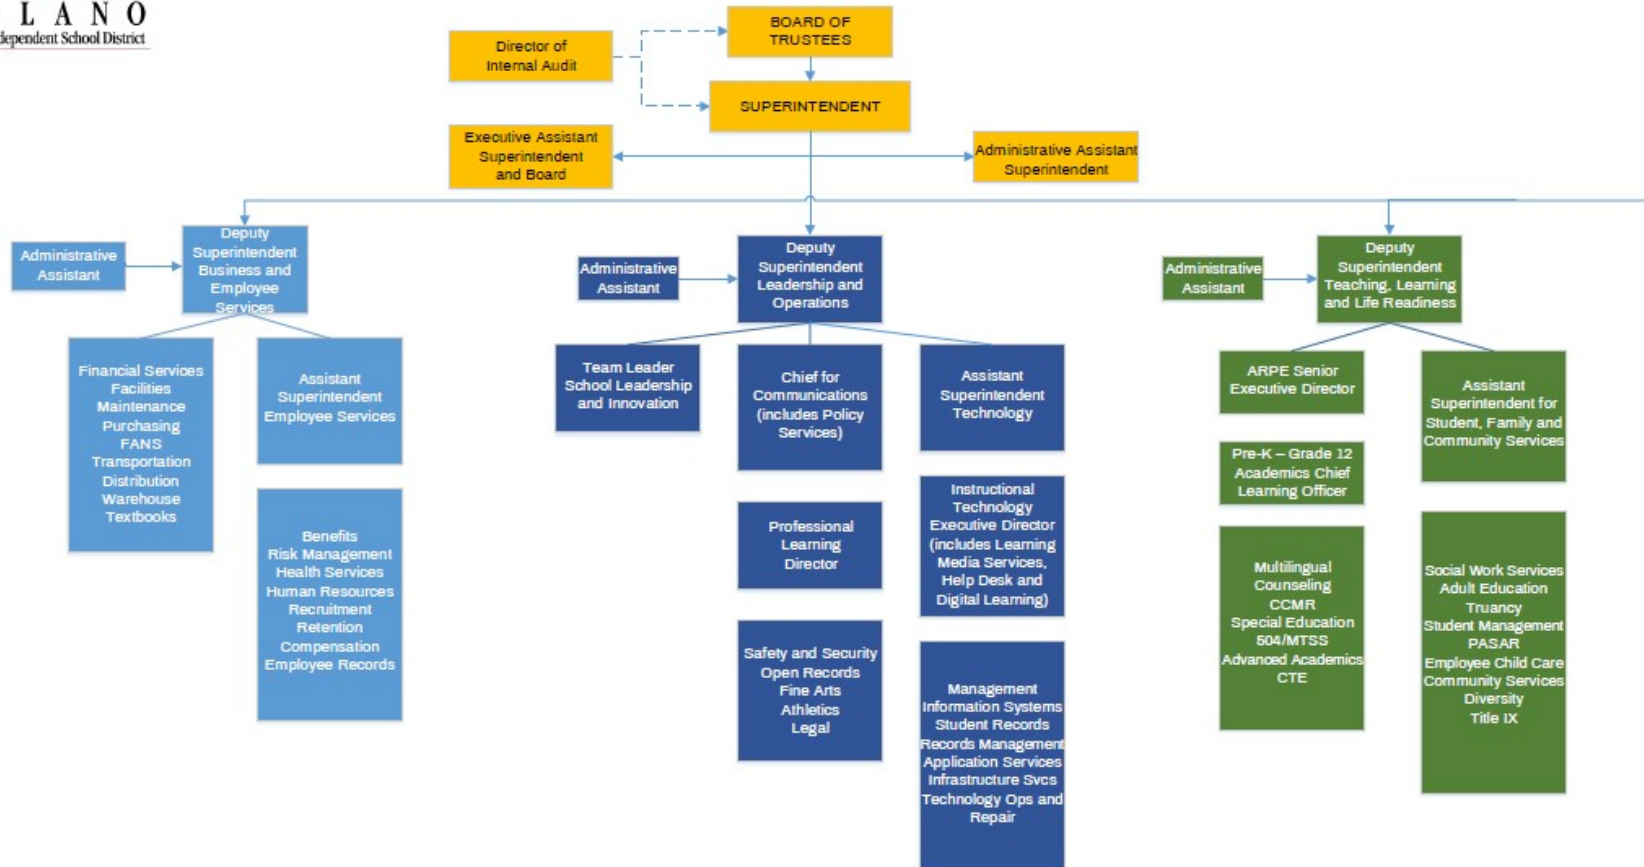 L A N O
dependent School District
BOARD OF
TRUSTEES
Director of
Internal Audit
SUPERINTENDENT
Executive Assistant
Superintendent
and Board
Administrative Assistant
Superintendent
Administrative
Assistant
Deputy
Superintendent
Business and
Employee
Services
Administrative
Assistant
Deputy
Superintendent
Leadership and
Operations
Administrative
Assistant
Deputy
Superintendent
Teaching, Learning
and Life Readiness
Financial Services
Facilities
Maintenance
Purchasing
FANS
Transportation
Distribution
Warehouse
Textbooks
Assistant
Superintendent
Employee Services
Benefits
Risk Management
Health Services
Human Resources
Recruitment
Retention
Compensation
Employee Records
Team Leader
School Leadership
and Innovation
Chief for
Communications
(includes Policy
Services)
Professional
Learning
Director
Safety and Security
Open Records
Fine Arts
Athletics
Legal
Assistant
Superintendent
Technology
Instructional
Technology
Executive Director
(includes Learning
Media Services,
Help Desk and
Digital Learning)
Management
Information Systems
Student Records
Records Management
Application Services
Infrastructure Svcs
Technology Ops and
Repair
ARPE Senior
Executive Director
Pre-K – Grade 12
Academics Chief
Learning Officer
Multilingual
Counseling
CCMR
Special Education
504/MTSS
Advanced Academics
CTE
Assistant
Superintendent for
Student, Family and
Community Services
Social Work Services
Adult Education
Truancy
Student Management
PASAR
Employee Child Care
Community Services
Diversity
Title IX